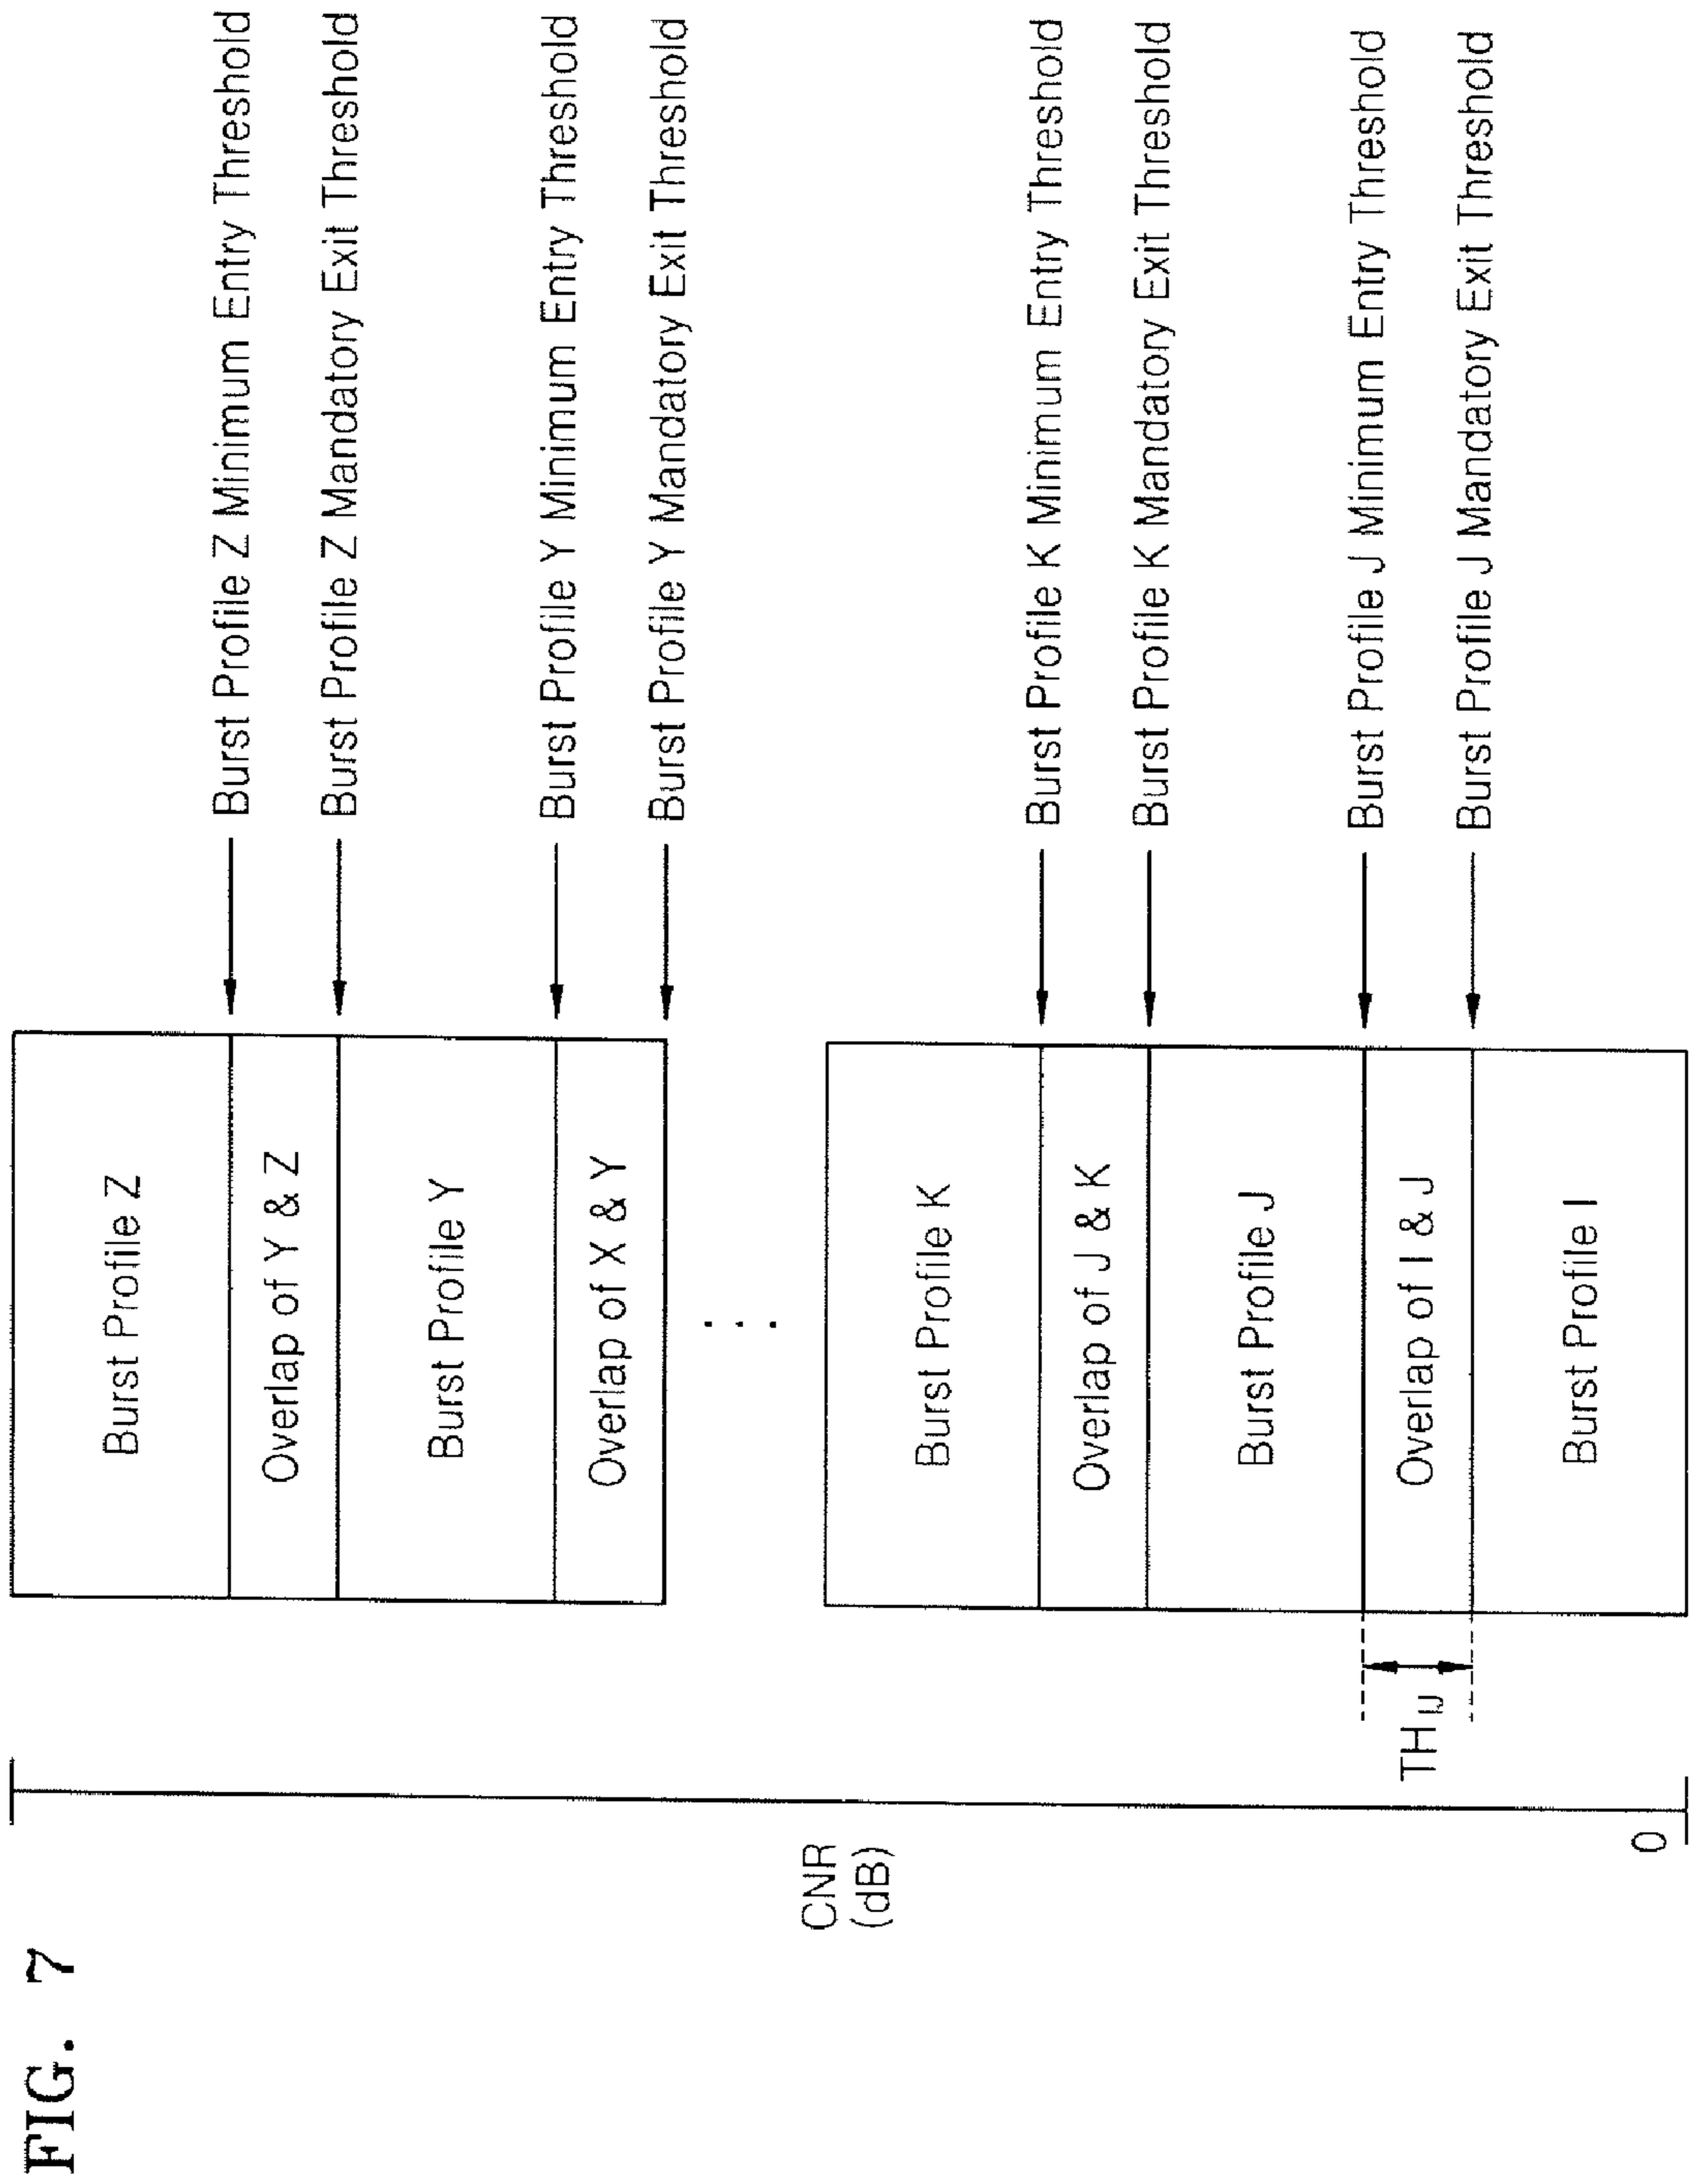 FIG. 7
CNR
(dB)
0
TH IJ
Burst Profile Z
Overlap of Y & Z
Burst Profile Y
Overlap of X & Y
. . .
Burst Profile K
Overlap of J & K
Burst Profile J
Overlap of I & J
Burst Profile I
Burst Profile Z Minimum Entry Threshold
Burst Profile Z Mandatory Exit Threshold
Burst Profile Y Minimum Entry Threshold
Burst Profile Y Mandatory Exit Threshold
Burst Profile K Minimum Entry Threshold
Burst Profile K Mandatory Exit Threshold
Burst Profile J Minimum Entry Threshold
Burst Profile J Mandatory Exit Threshold